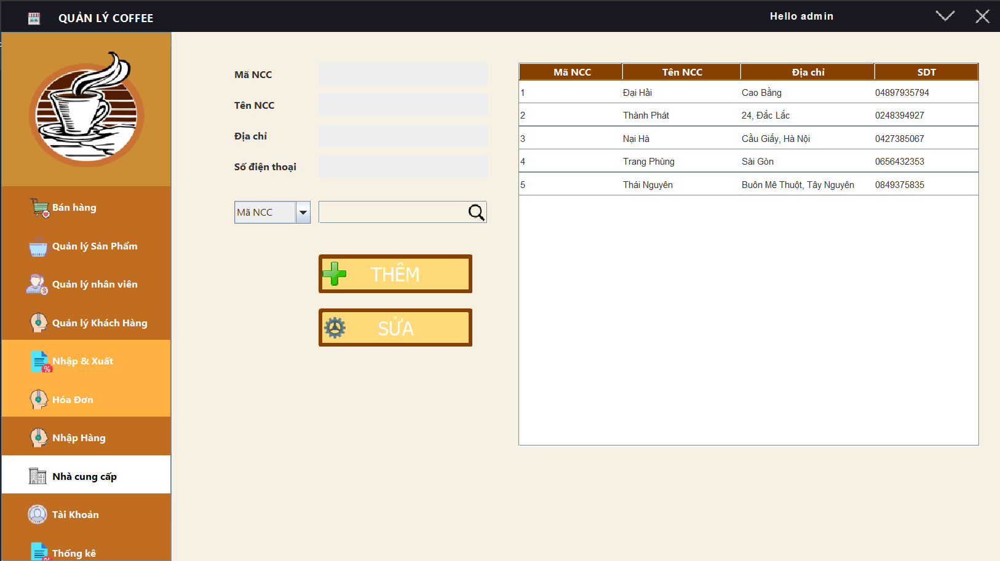 QUẢN LÝ COFFEE
Hello admin
Bán hàng
Quản lý Sản Phẩm
Quản lý nhân viên
Quản lý Khách Hàng
Nhập & Xuất
Hóa Đơn
Nhập Hàng
Nhà cung cấp
Tài Khoản
Thống kê
Mã NCC
Tên NCC
Địa chỉ
Số điện thoại
Mã NCC
THÊM
SỬA
Mã NCC Tên NCC Địa chỉ SDT
1 Đại Hải Cao Bằng 04897935794
2 Thành Phát 24, Đắc Lắc 0248394927
3 Nại Hà Cầu Giấy, Hà Nội 0427385067
4 Trang Phùng Sài Gòn 0656432353
5 Thái Nguyên Buôn Mê Thuột, Tây Nguyên 0849375835